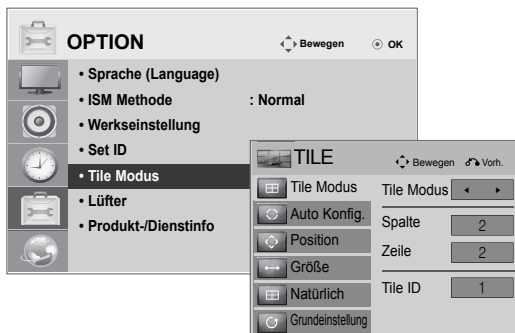 OPTION Bewegen OK
• Sprache (Language)
• ISM Methode : Normal
• Werkseinstellung
• Set ID
• Tile Modus
• Lüfter
• Produkt-/Dienstinfo
TILE Bewegen Vorh.
Tile Modus Tile Modus
Auto Konfig.
Spalte 2
Position
Zeile 2
Größe
Natürlich Tile ID 1
Grundeinstellung